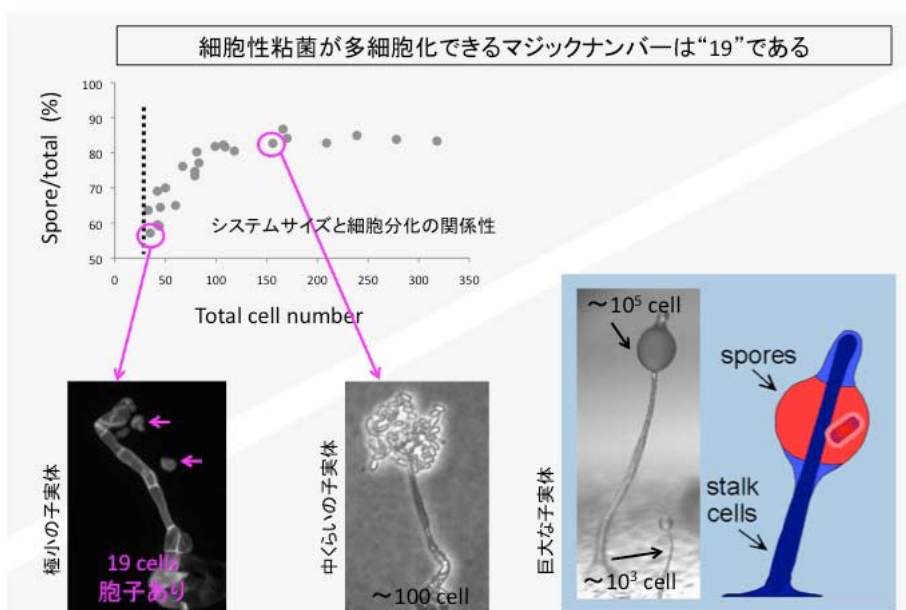 細胞性粘菌が多細胞化できるマジックナンバーは“19”である
100
90
80
70
60
50
Spore/total (%)
システムサイズと細胞分化の関係性
0 50 100 150 200 250 300 350
Total cell number
極小の子実体
19 cells
胞子あり
中くらいの子実体
~100 cell
巨大な子実体
~10⁵ cell
~10³ cell
spores
stalk
cells